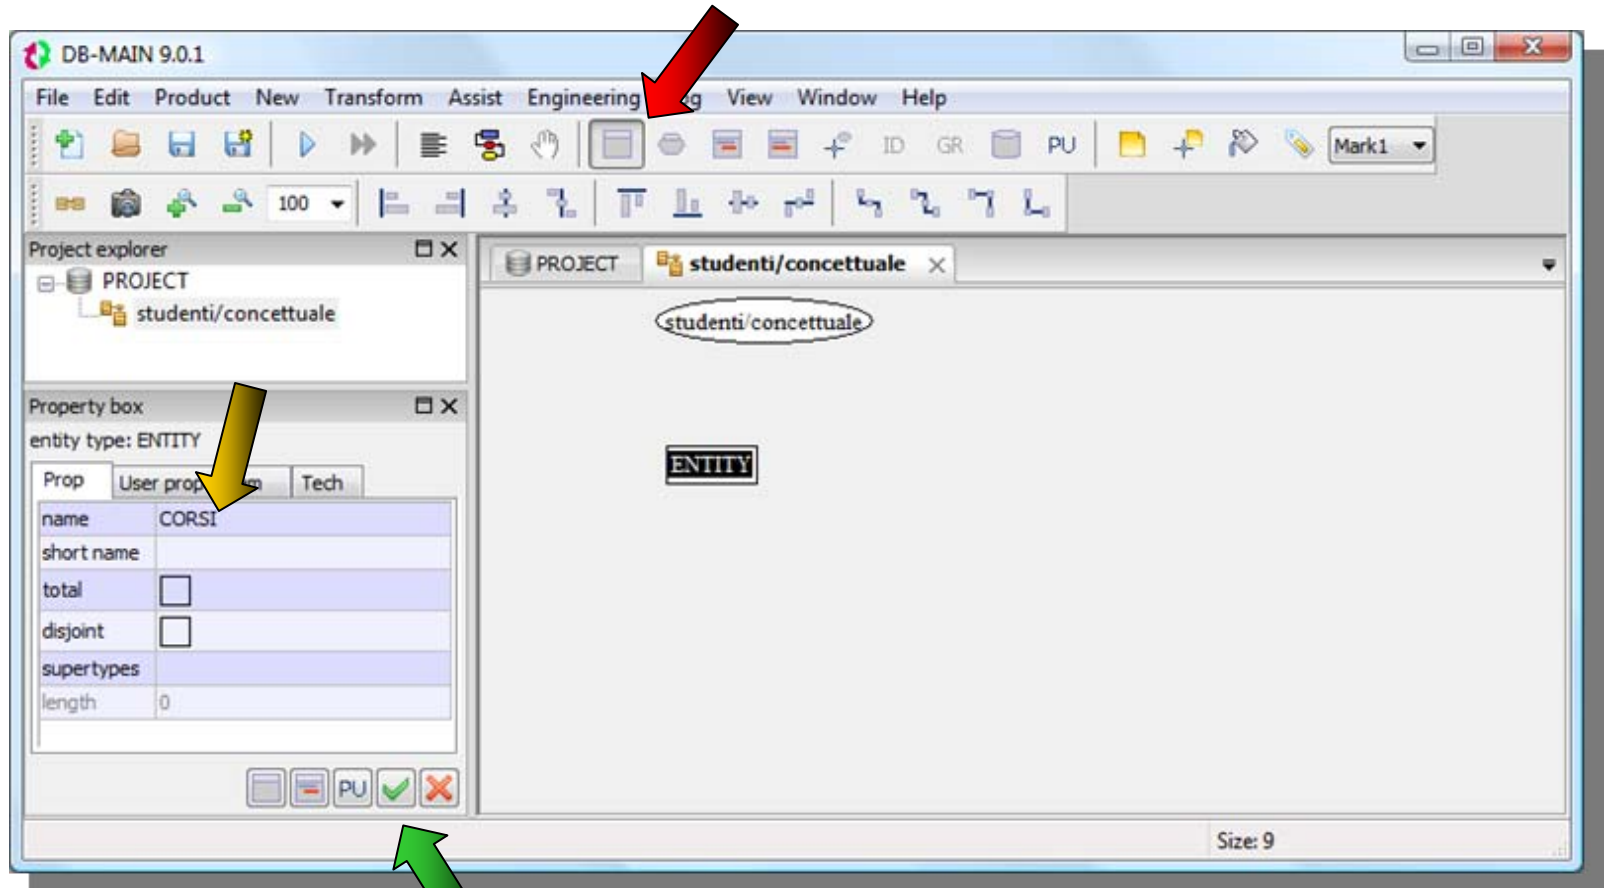 DB-MAIN 9.0.1
File Edit Product New Transform Assist Engineering View Window Help
ID GR PU Mark1
100
Project explorer
PROJECT
studenti/concettuale
PROJECT studenti/concettuale
studenti/concettuale
ENTITY
Property box
entity type: ENTITY
Prop User prop Tech
name CORSI
short name
total
disjoint
supertypes
length 0
PU
Size: 9